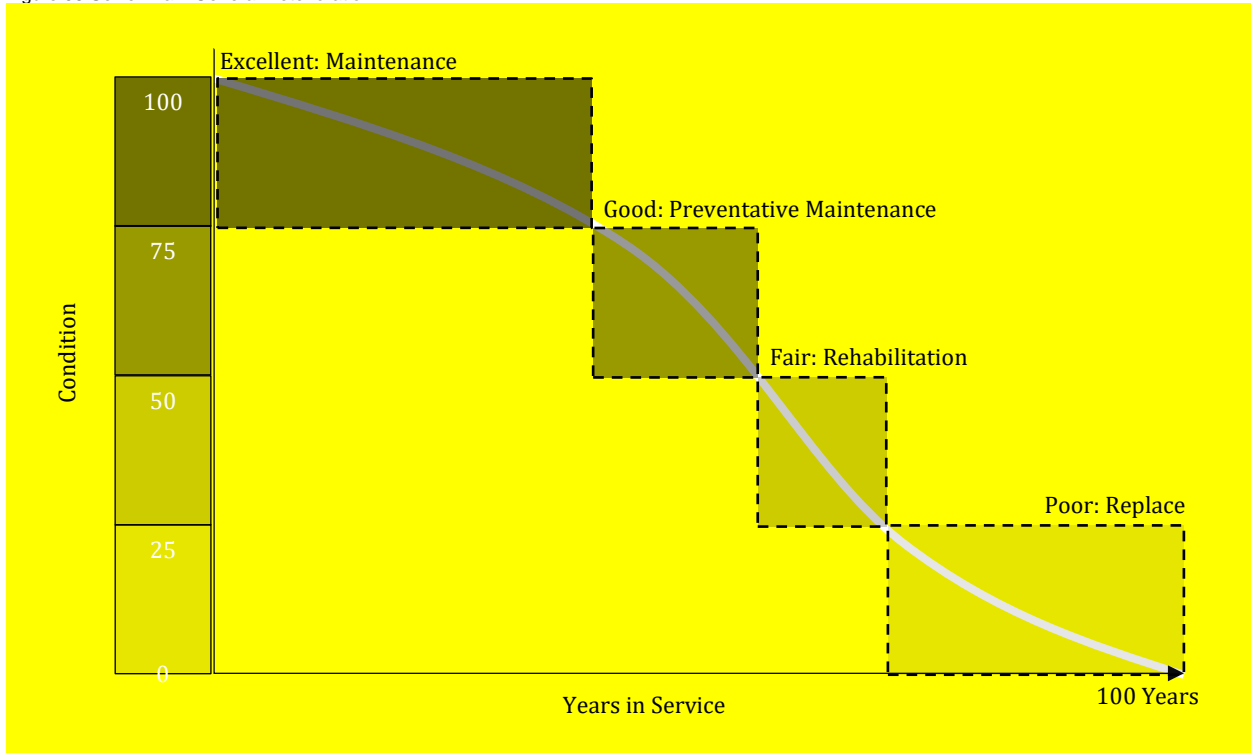 Excellent: Maintenance
100
Good: Preventative Maintenance
75
Fair: Rehabilitation
Condition
50
Poor: Replace
25
0
100 Years
Years in Service